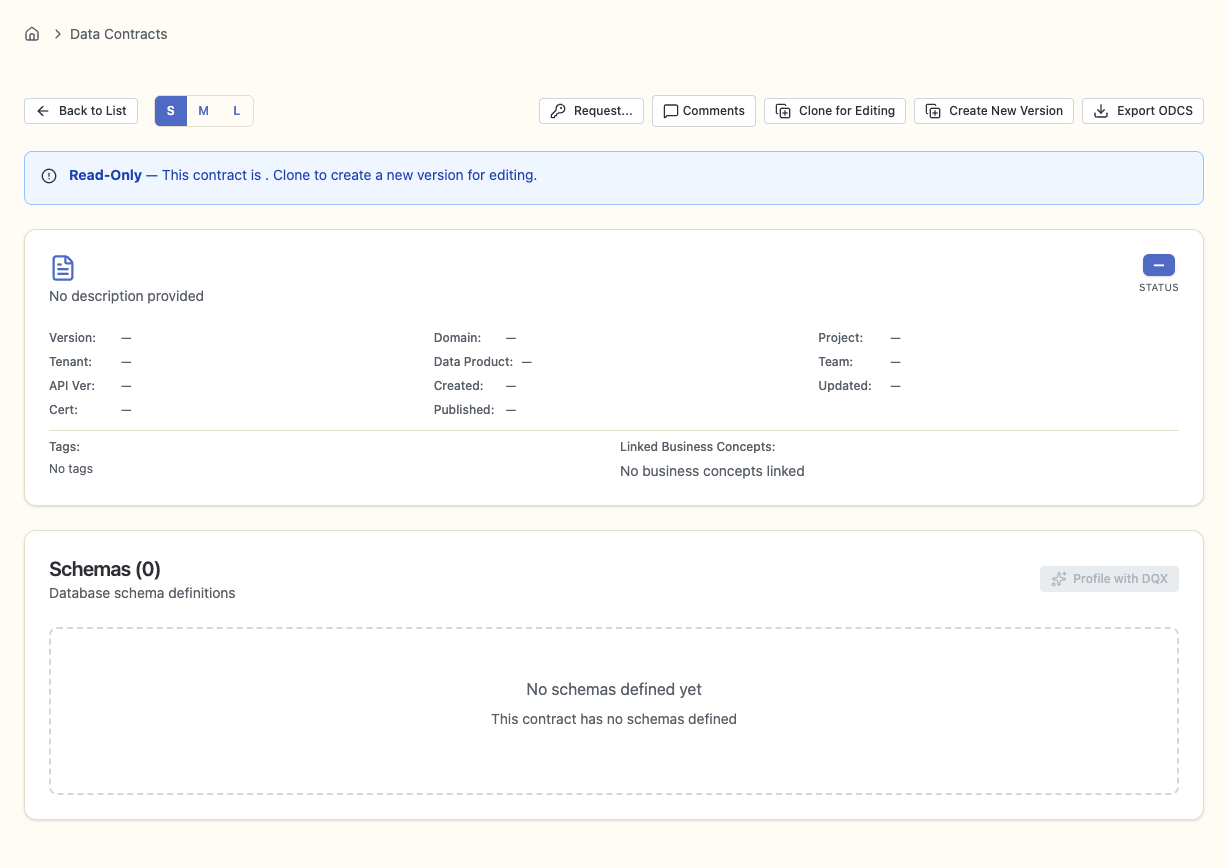 Data Contracts
Back to List S M L Request... Comments Clone for Editing Create New Version Export ODCS
Read-Only — This contract is . Clone to create a new version for editing.
—
STATUS
No description provided
Version: — Domain: — Project: —
Tenant: — Data Product: — Team: —
API Ver: — Created: — Updated: —
Cert: — Published: —
Tags: Linked Business Concepts:
No tags No business concepts linked
Schemas (0)
Database schema definitions
Profile with DQX
No schemas defined yet
This contract has no schemas defined